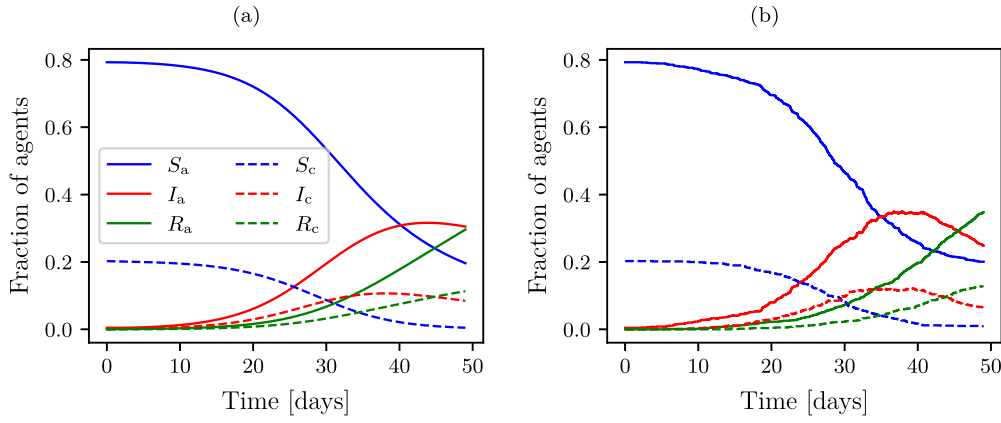 (a)
(b)
Fraction of agents
0.8
0.6
0.4
0.2
0.0
S_a S_c
I_a I_c
R_a R_c
0 10 20 30 40 50
Time [days]
Fraction of agents
0.8
0.6
0.4
0.2
0.0
0 10 20 30 40 50
Time [days]